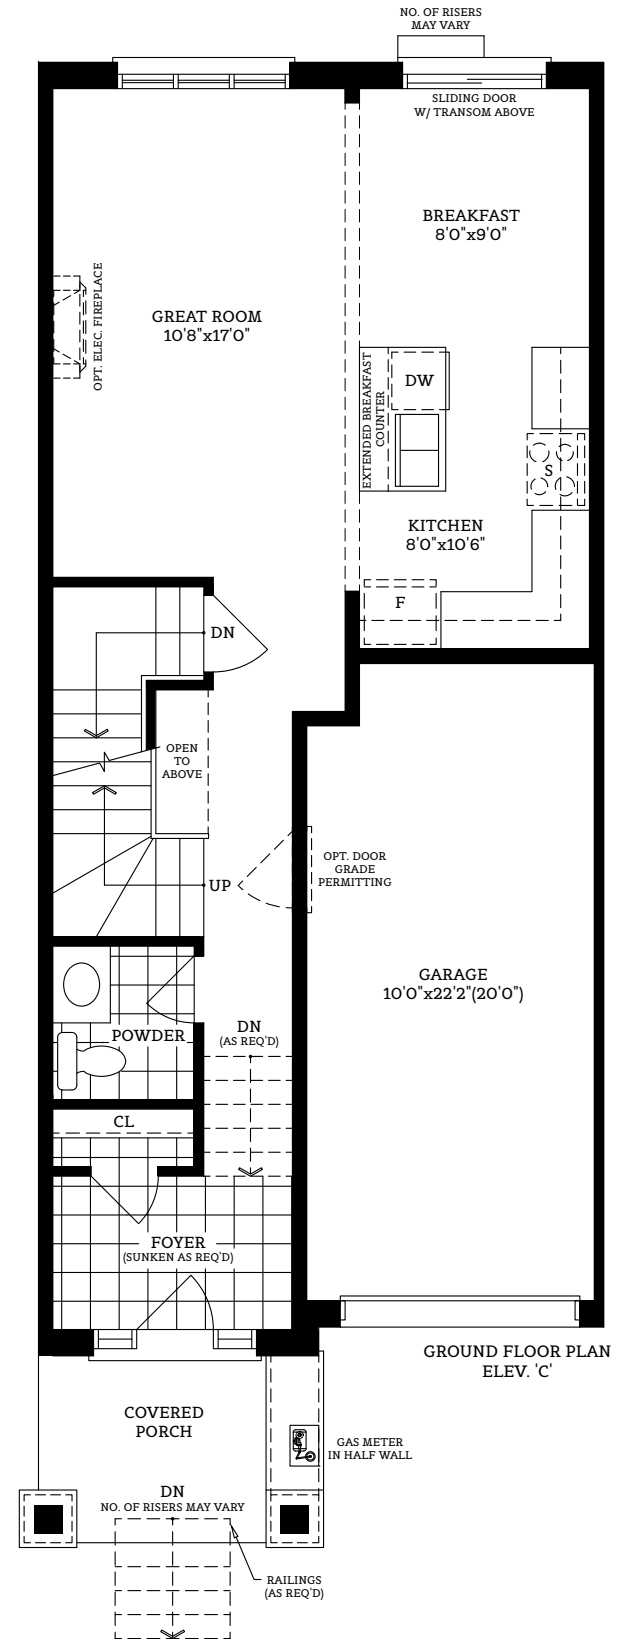 NO. OF RISERS
MAY VARY
SLIDING DOOR
W/ TRANSOM ABOVE
BREAKFAST
8'0"x9'0"
OPT. ELEC. FIREPLACE
GREAT ROOM
10'8"x17'0"
EXTENDED BREAKFAST
COUNTER
DW
S
KITCHEN
8'0"x10'6"
F
DN
OPEN
TO
ABOVE
UP
OPT. DOOR
GRADE
PERMITTING
GARAGE
10'0"x22'2"(20'0")
POWDER
DN
(AS REQ'D)
CL
FOYER
(SUNKEN AS REQ'D)
GROUND FLOOR PLAN
ELEV. 'C'
COVERED
PORCH
GAS METER
IN HALF WALL
DN
NO. OF RISERS MAY VARY
RAILINGS
(AS REQ'D)